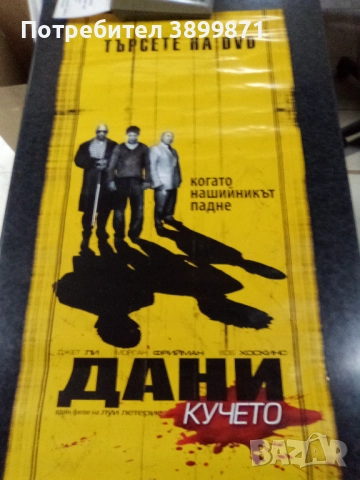 Потребител 3899871
ТЪРСЕТЕ НА DVD
когато
нашийникът
падне
ДЖЕТ ЛИ МОРГАН ФРИЙМАН БОБ ХОСКИНС
ДАНИ
един филм на ЛУИ ЛЕТЕРИЕ
КУЧЕТО
BAZAR